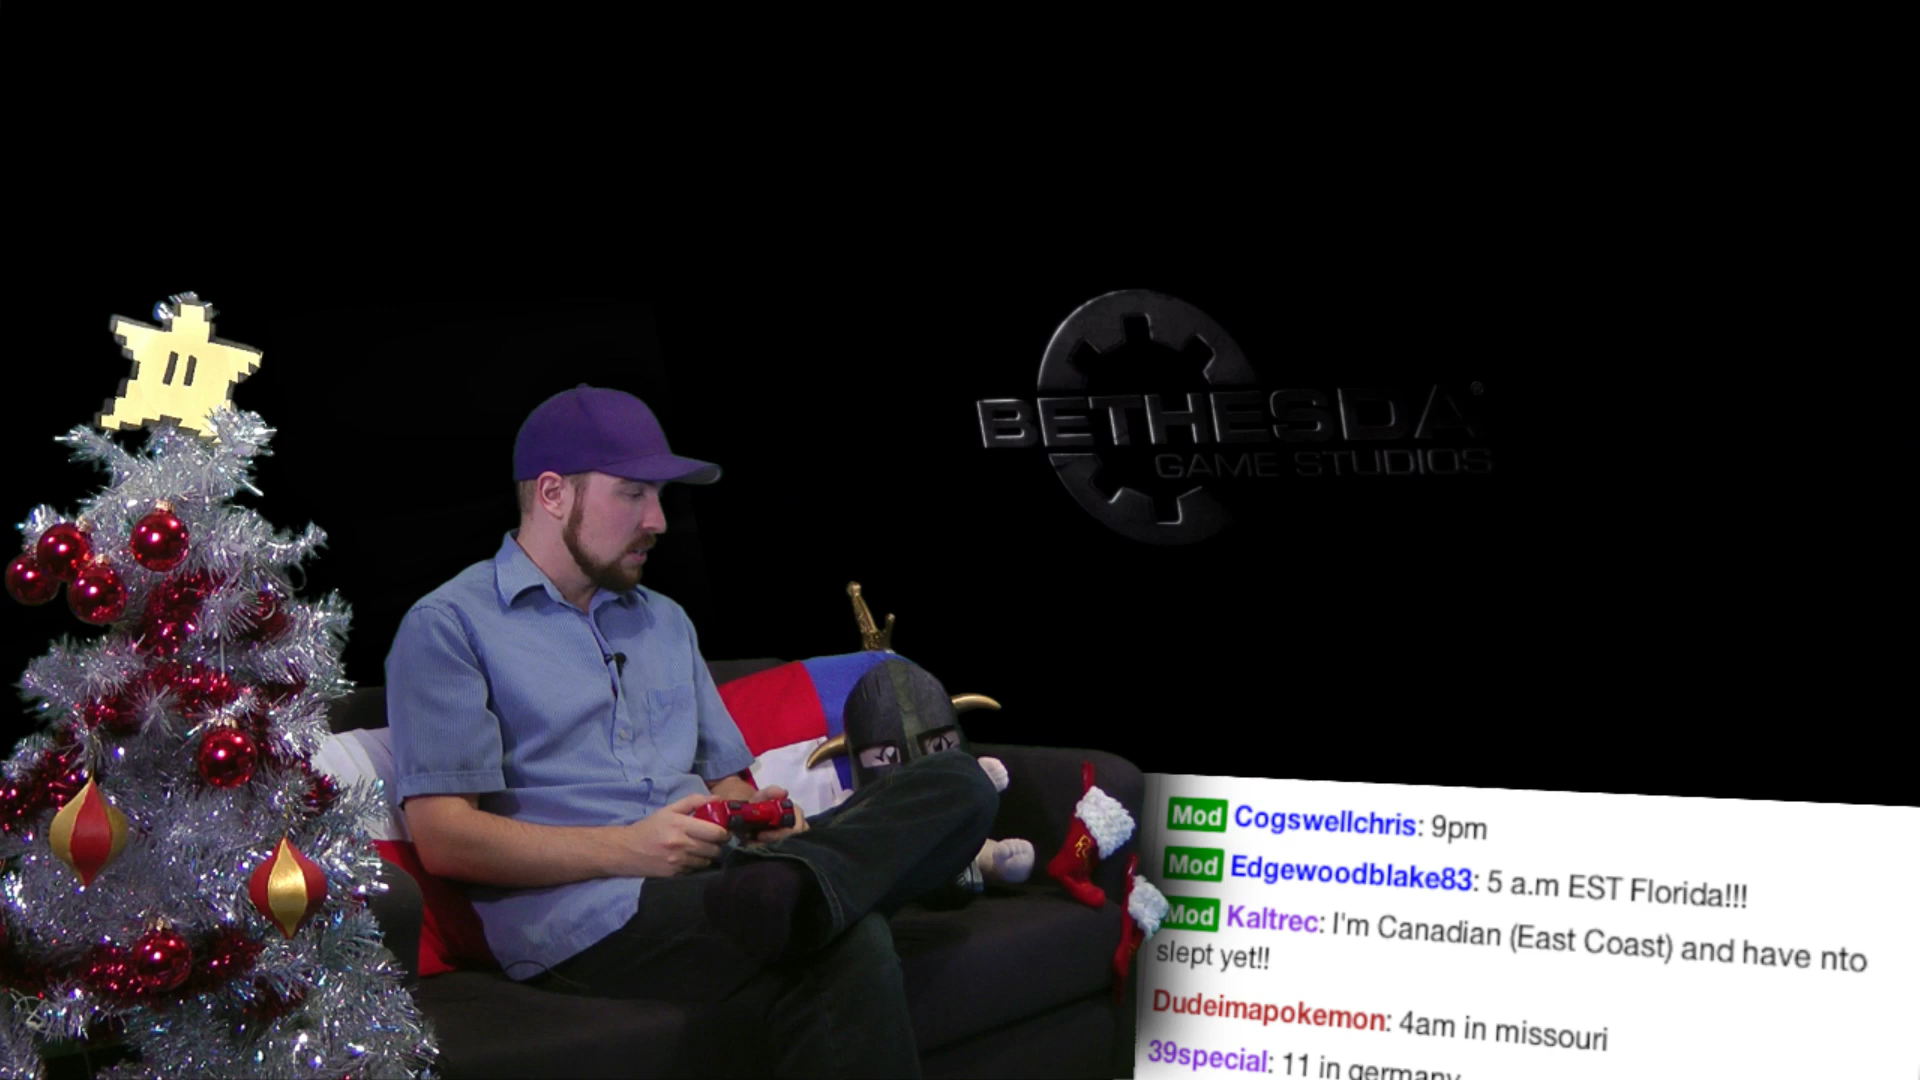 BETHESDA®
GAME STUDIOS
Mod Cogswellchris: 9pm
Mod Edgewoodblake83: 5 a.m EST Florida!!!
Mod Kaltrec: I'm Canadian (East Coast) and have nto
slept yet!!
Dudeimapokemon: 4am in missouri
39special: 11 in germany